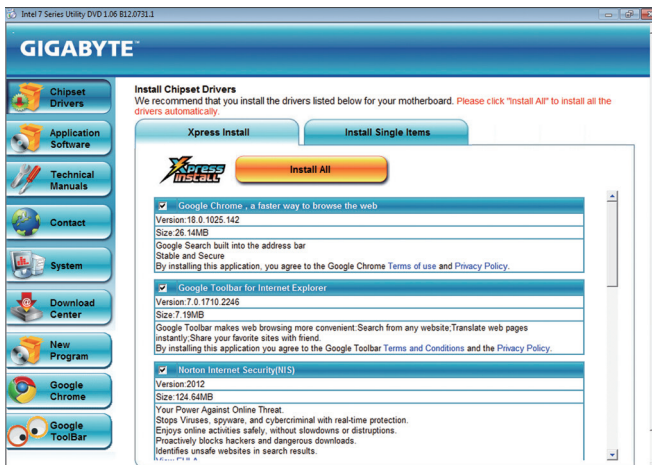 Intel 7 Series Utility DVD 1.06 B12.0731.1
GIGABYTE™
Chipset
Drivers
Application
Software
Technical
Manuals
Contact
System
Download
Center
New
Program
Google
Chrome
Google
ToolBar
Install Chipset Drivers
We recommend that you install the drivers listed below for your motherboard. Please click "Install All" to install all the
drivers automatically.
Xpress Install
Install Single Items
Xpress
INSTALL
Install All
Google Chrome , a faster way to browse the web
Version:18.0.1025.142
Size:26.14MB
Google Search built into the address bar
Stable and Secure
By installing this application, you agree to the Google Chrome Terms of use and Privacy Policy.
Google Toolbar for Internet Explorer
Version:7.0.1710.2246
Size:7.19MB
Google Toolbar makes web browsing more convenient:Search from any website;Translate web pages
instantly;Share your favorite sites with friend.
By installing this application you agree to the Google Toolbar Terms and Conditions and the Privacy Policy.
Norton Internet Security(NIS)
Version:2012
Size:124.64MB
Your Power Against Online Threat.
Stops Viruses, spyware, and cybercriminal with real-time protection.
Enjoys online activities safely, without slowdowns or distruptions.
Proactively blocks hackers and dangerous downloads.
Identifies unsafe websites in search results.
View EULA